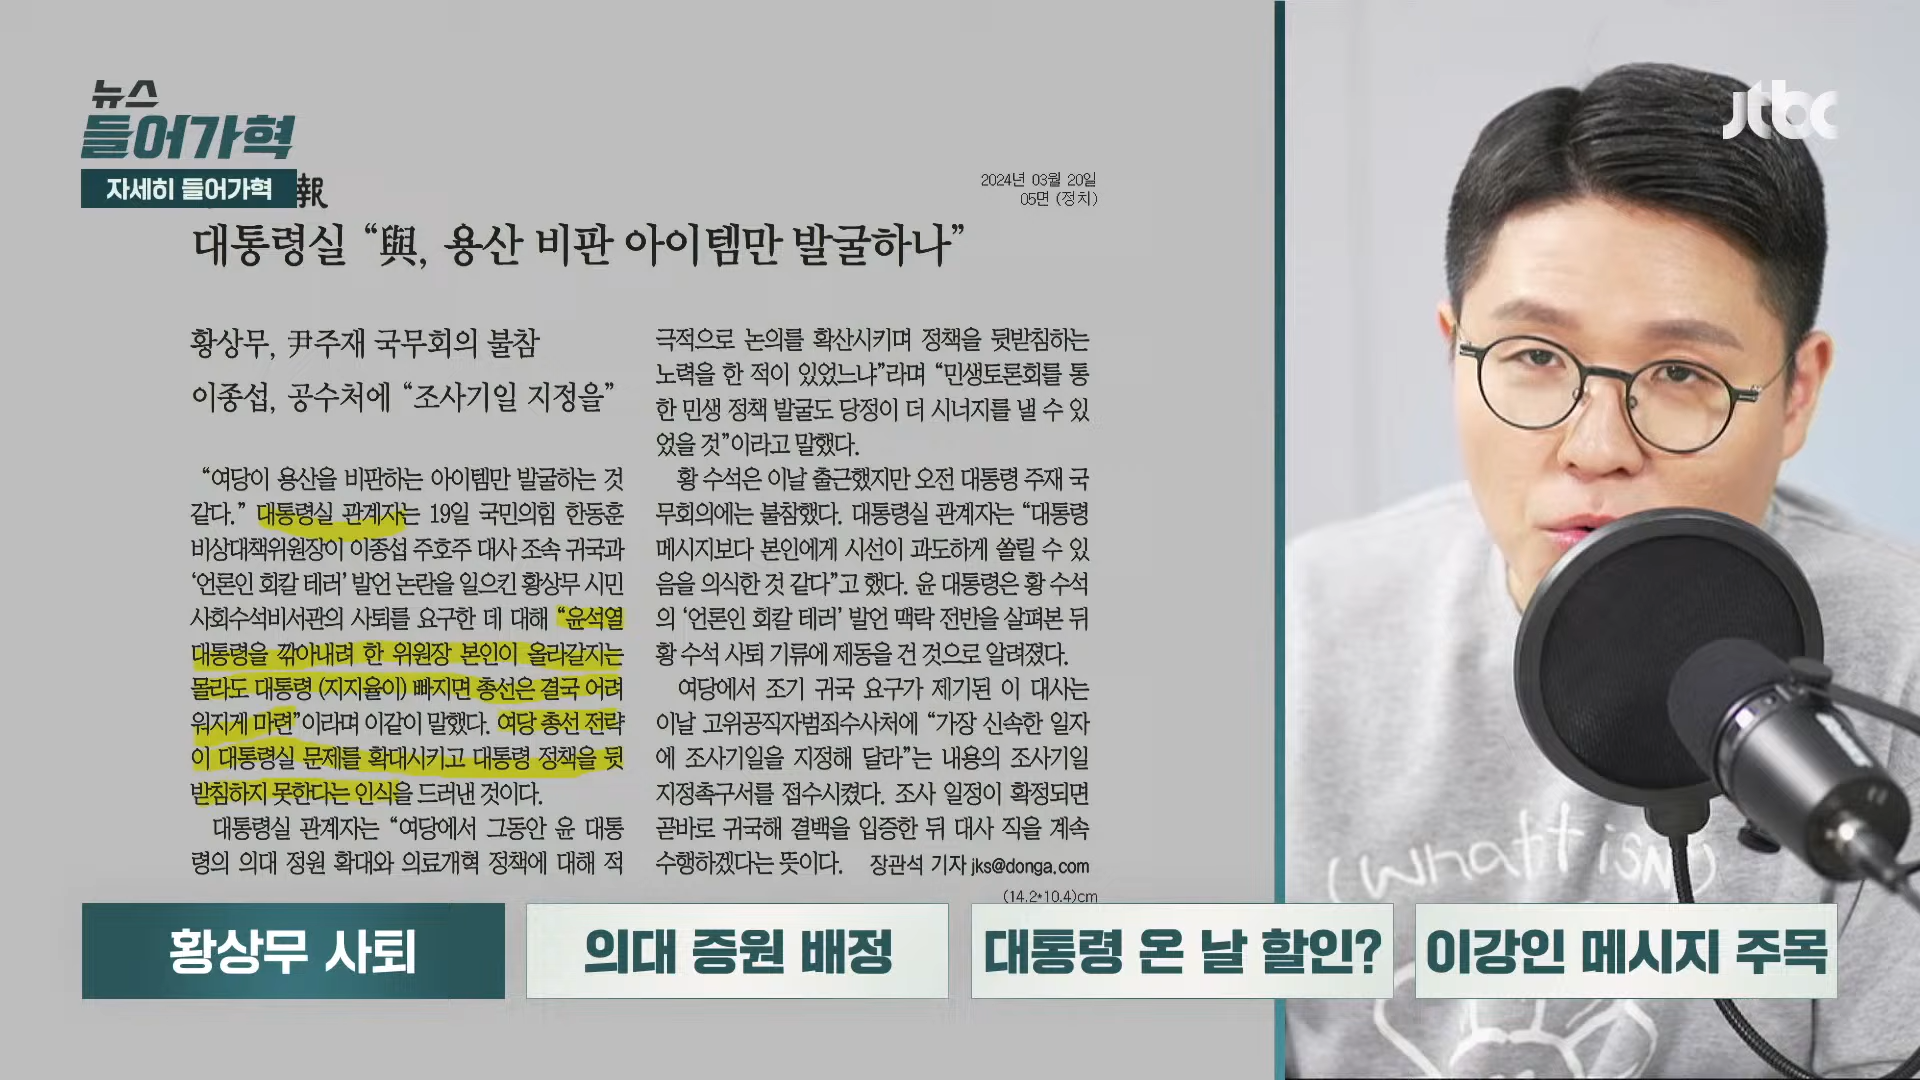 뉴스
들어가혁
자세히 들어가혁
報
jtbc
2024년 03월 20일
05면 (정치)
대통령실 “與, 용산 비판 아이템만 발굴하나”
황상무, 尹주재 국무회의 불참
이종섭, 공수처에 “조사기일 지정을”
“여당이 용산을 비판하는 아이템만 발굴하는 것
같다.” 대통령실 관계자는 19일 국민의힘 한동훈
비상대책위원장이 이종섭 주호주 대사 조속 귀국과
‘언론인 회칼 테러’ 발언 논란을 일으킨 황상무 시민
사회수석비서관의 사퇴를 요구한 데 대해 “윤석열
대통령을 깎아내려 한 위원장 본인이 올라갈지는
몰라도 대통령 (지지율이) 빠지면 총선은 결국 어려
워지게 마련”이라며 이같이 말했다. 여당 총선 전략
이 대통령실 문제를 확대시키고 대통령 정책을 뒷
받침하지 못한다는 인식을 드러낸 것이다.
대통령실 관계자는 “여당에서 그동안 윤 대통
령의 의대 정원 확대와 의료개혁 정책에 대해 적
극적으로 논의를 확산시키며 정책을 뒷받침하는
노력을 한 적이 있었느냐”라며 “민생토론회를 통
한 민생 정책 발굴도 당정이 더 시너지를 낼 수 있
었을 것”이라고 말했다.
황 수석은 이날 출근했지만 오전 대통령 주재 국
무회의에는 불참했다. 대통령실 관계자는 “대통령
메시지보다 본인에게 시선이 과도하게 쏠릴 수 있
음을 의식한 것 같다”고 했다. 윤 대통령은 황 수석
의 ‘언론인 회칼 테러’ 발언 맥락 전반을 살펴본 뒤
황 수석 사퇴 기류에 제동을 건 것으로 알려졌다.
여당에서 조기 귀국 요구가 제기된 이 대사는
이날 고위공직자범죄수사처에 “가장 신속한 일자
에 조사기일을 지정해 달라”는 내용의 조사기일
지정촉구서를 접수시켰다. 조사 일정이 확정되면
곧바로 귀국해 결백을 입증한 뒤 대사 직을 계속
수행하겠다는 뜻이다. 장관석 기자 jks@donga.com
(14.2*10.4)cm
황상무 사퇴
의대 증원 배정
대통령 온 날 할인?
이강인 메시지 주목